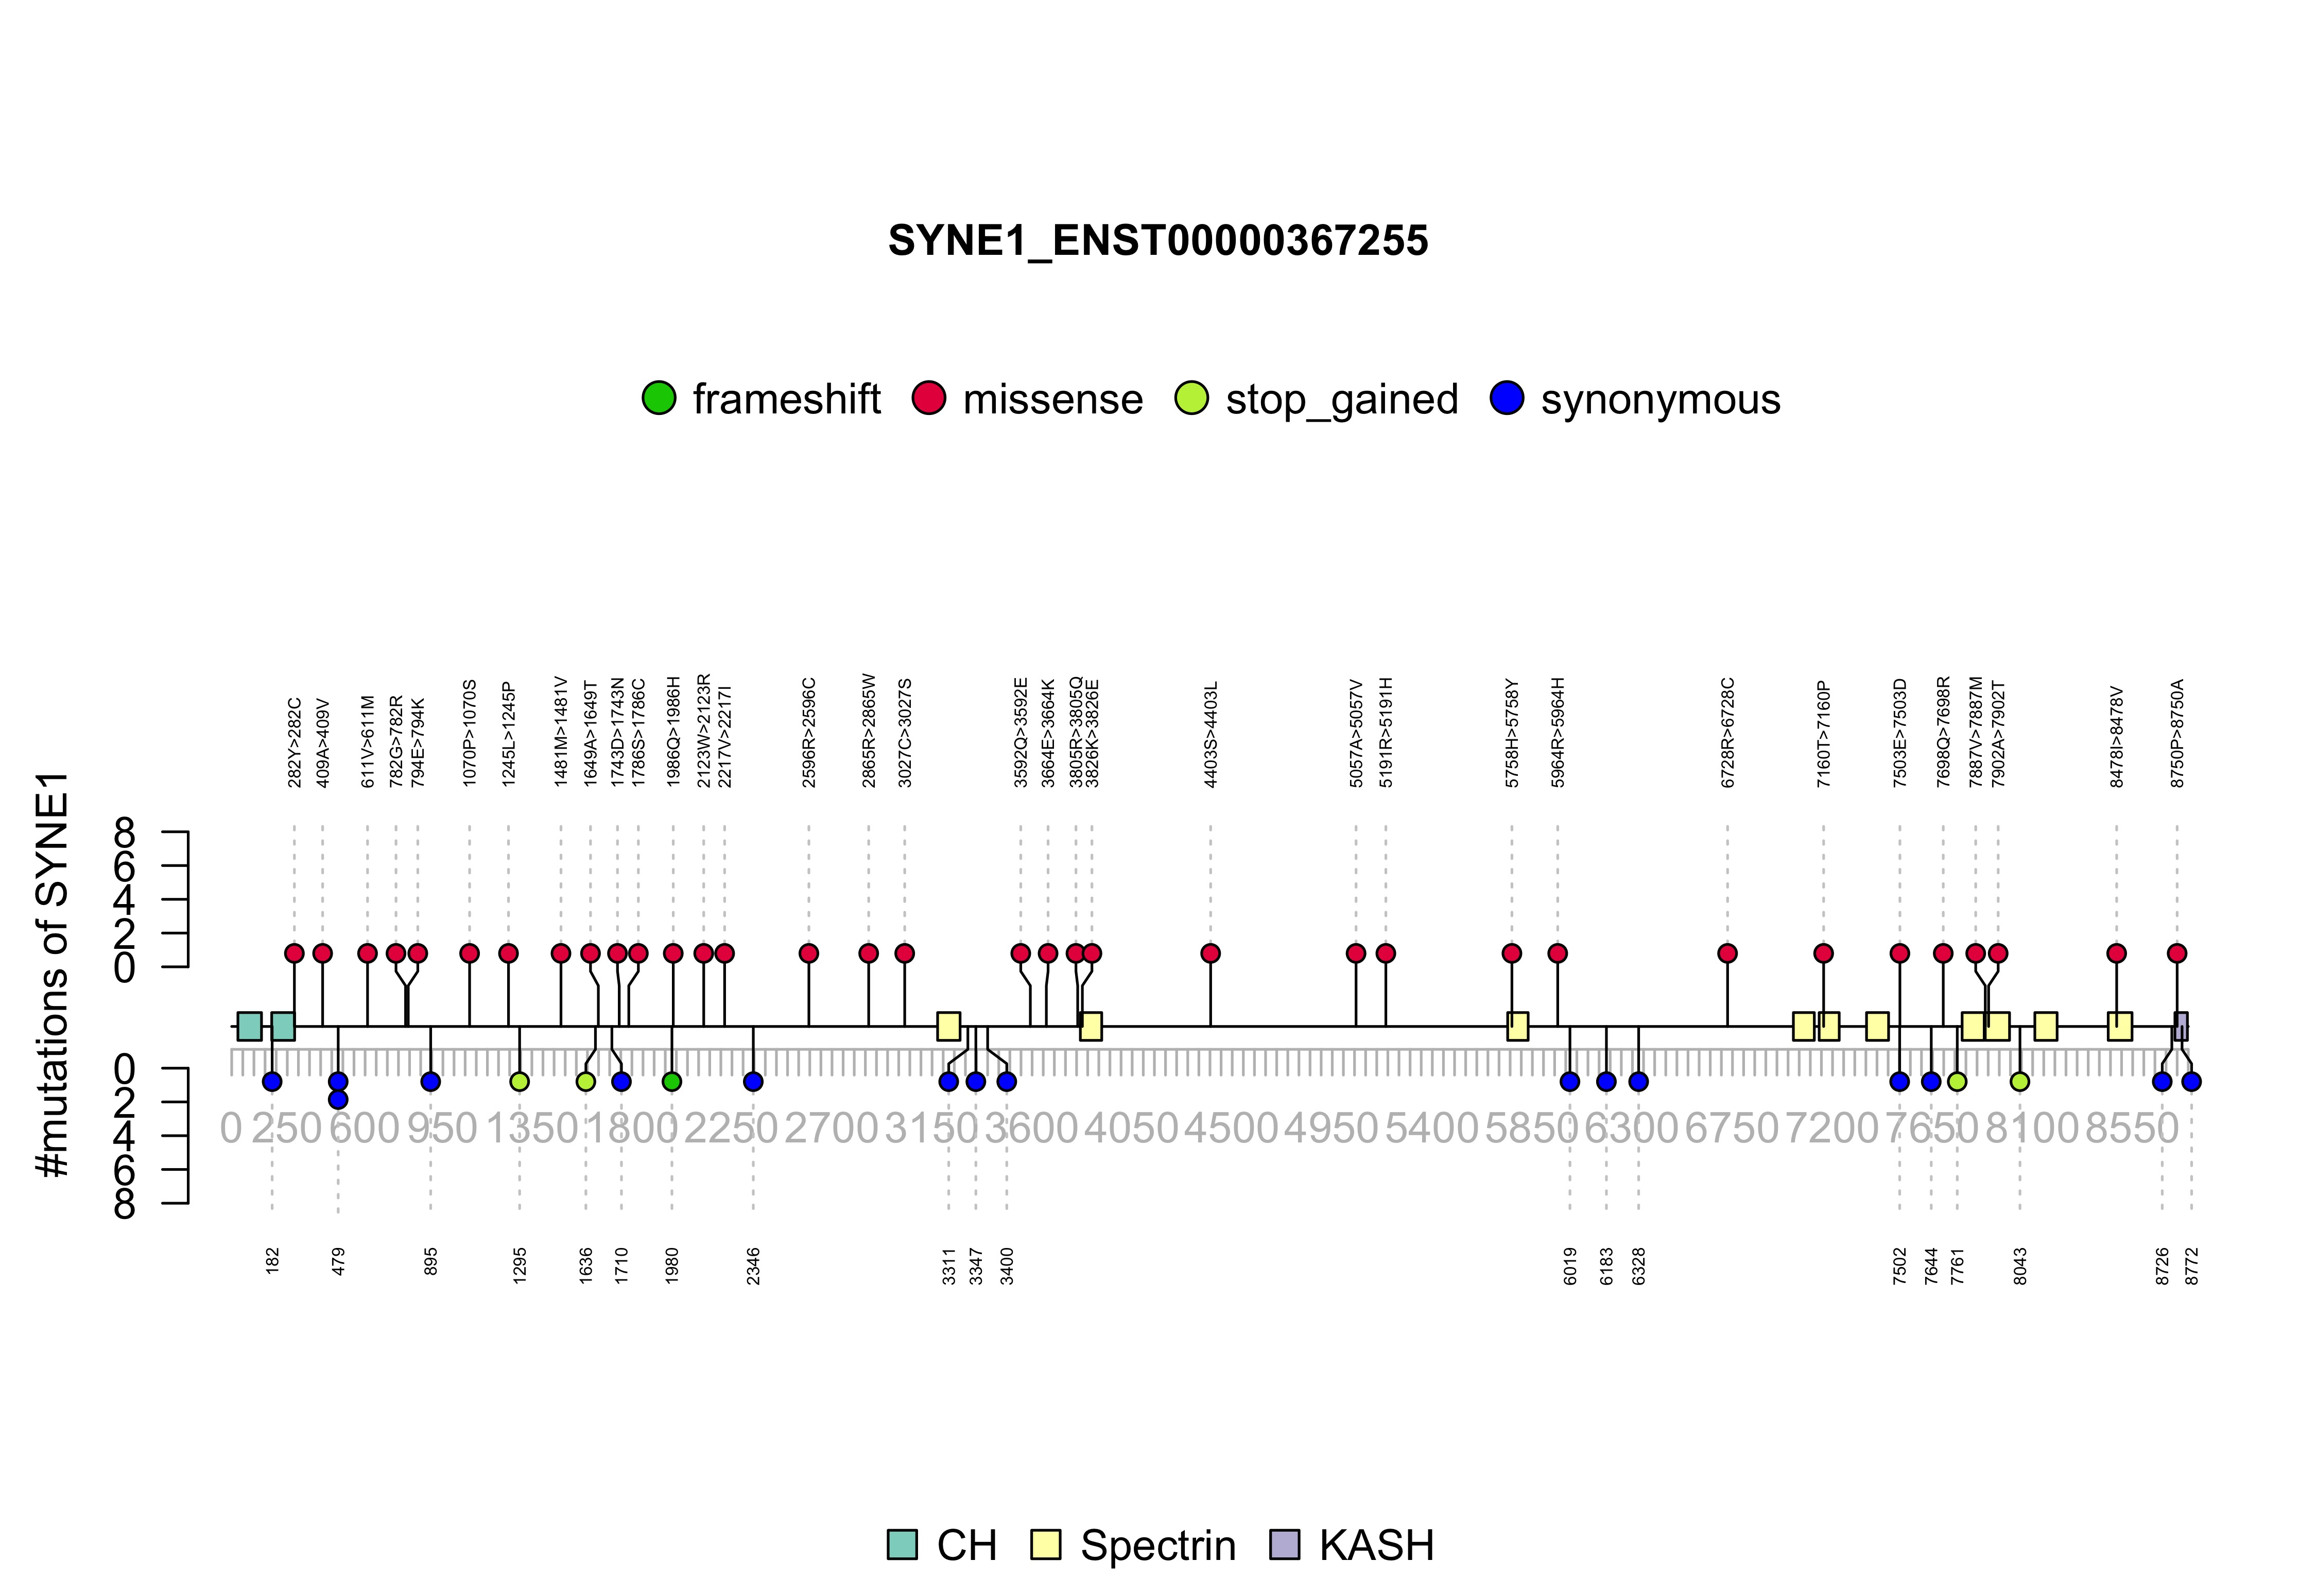 SYNE1_ENST00000367255
frameshift missense stop_gained synonymous
282Y>282C
409A>409V
611V>611M
782G>782R
794E>794K
1070P>1070S
1245L>1245P
1481M>1481V
1649A>1649T
1743D>1743N
1786S>1786C
1986Q>1986H
2123W>2123R
2217V>2217I
2596R>2596C
2865R>2865W
3027C>3027S
3592Q>3592E
3664E>3664K
3805R>3805Q
3826K>3826E
4403S>4403L
5057A>5057V
5191R>5191H
5758H>5758Y
5964R>5964H
6728R>6728C
7160T>7160P
7503E>7503D
7698Q>7698R
7887V>7887M
7902A>7902T
8478I>8478V
8750P>8750A
#mutations of SYNE1
8
6
4
2
0
0
2
4
6
8
0 250 600 950 1350 1800 2250 2700 3150 3600 4050 4500 4950 5400 5850 6300 6750 7200 7650 8100 8550
182
479
895
1295
1636
1710
1980
2346
3311
3347
3400
6019
6183
6328
7502
7644
7761
8043
8726
8772
CH Spectrin KASH